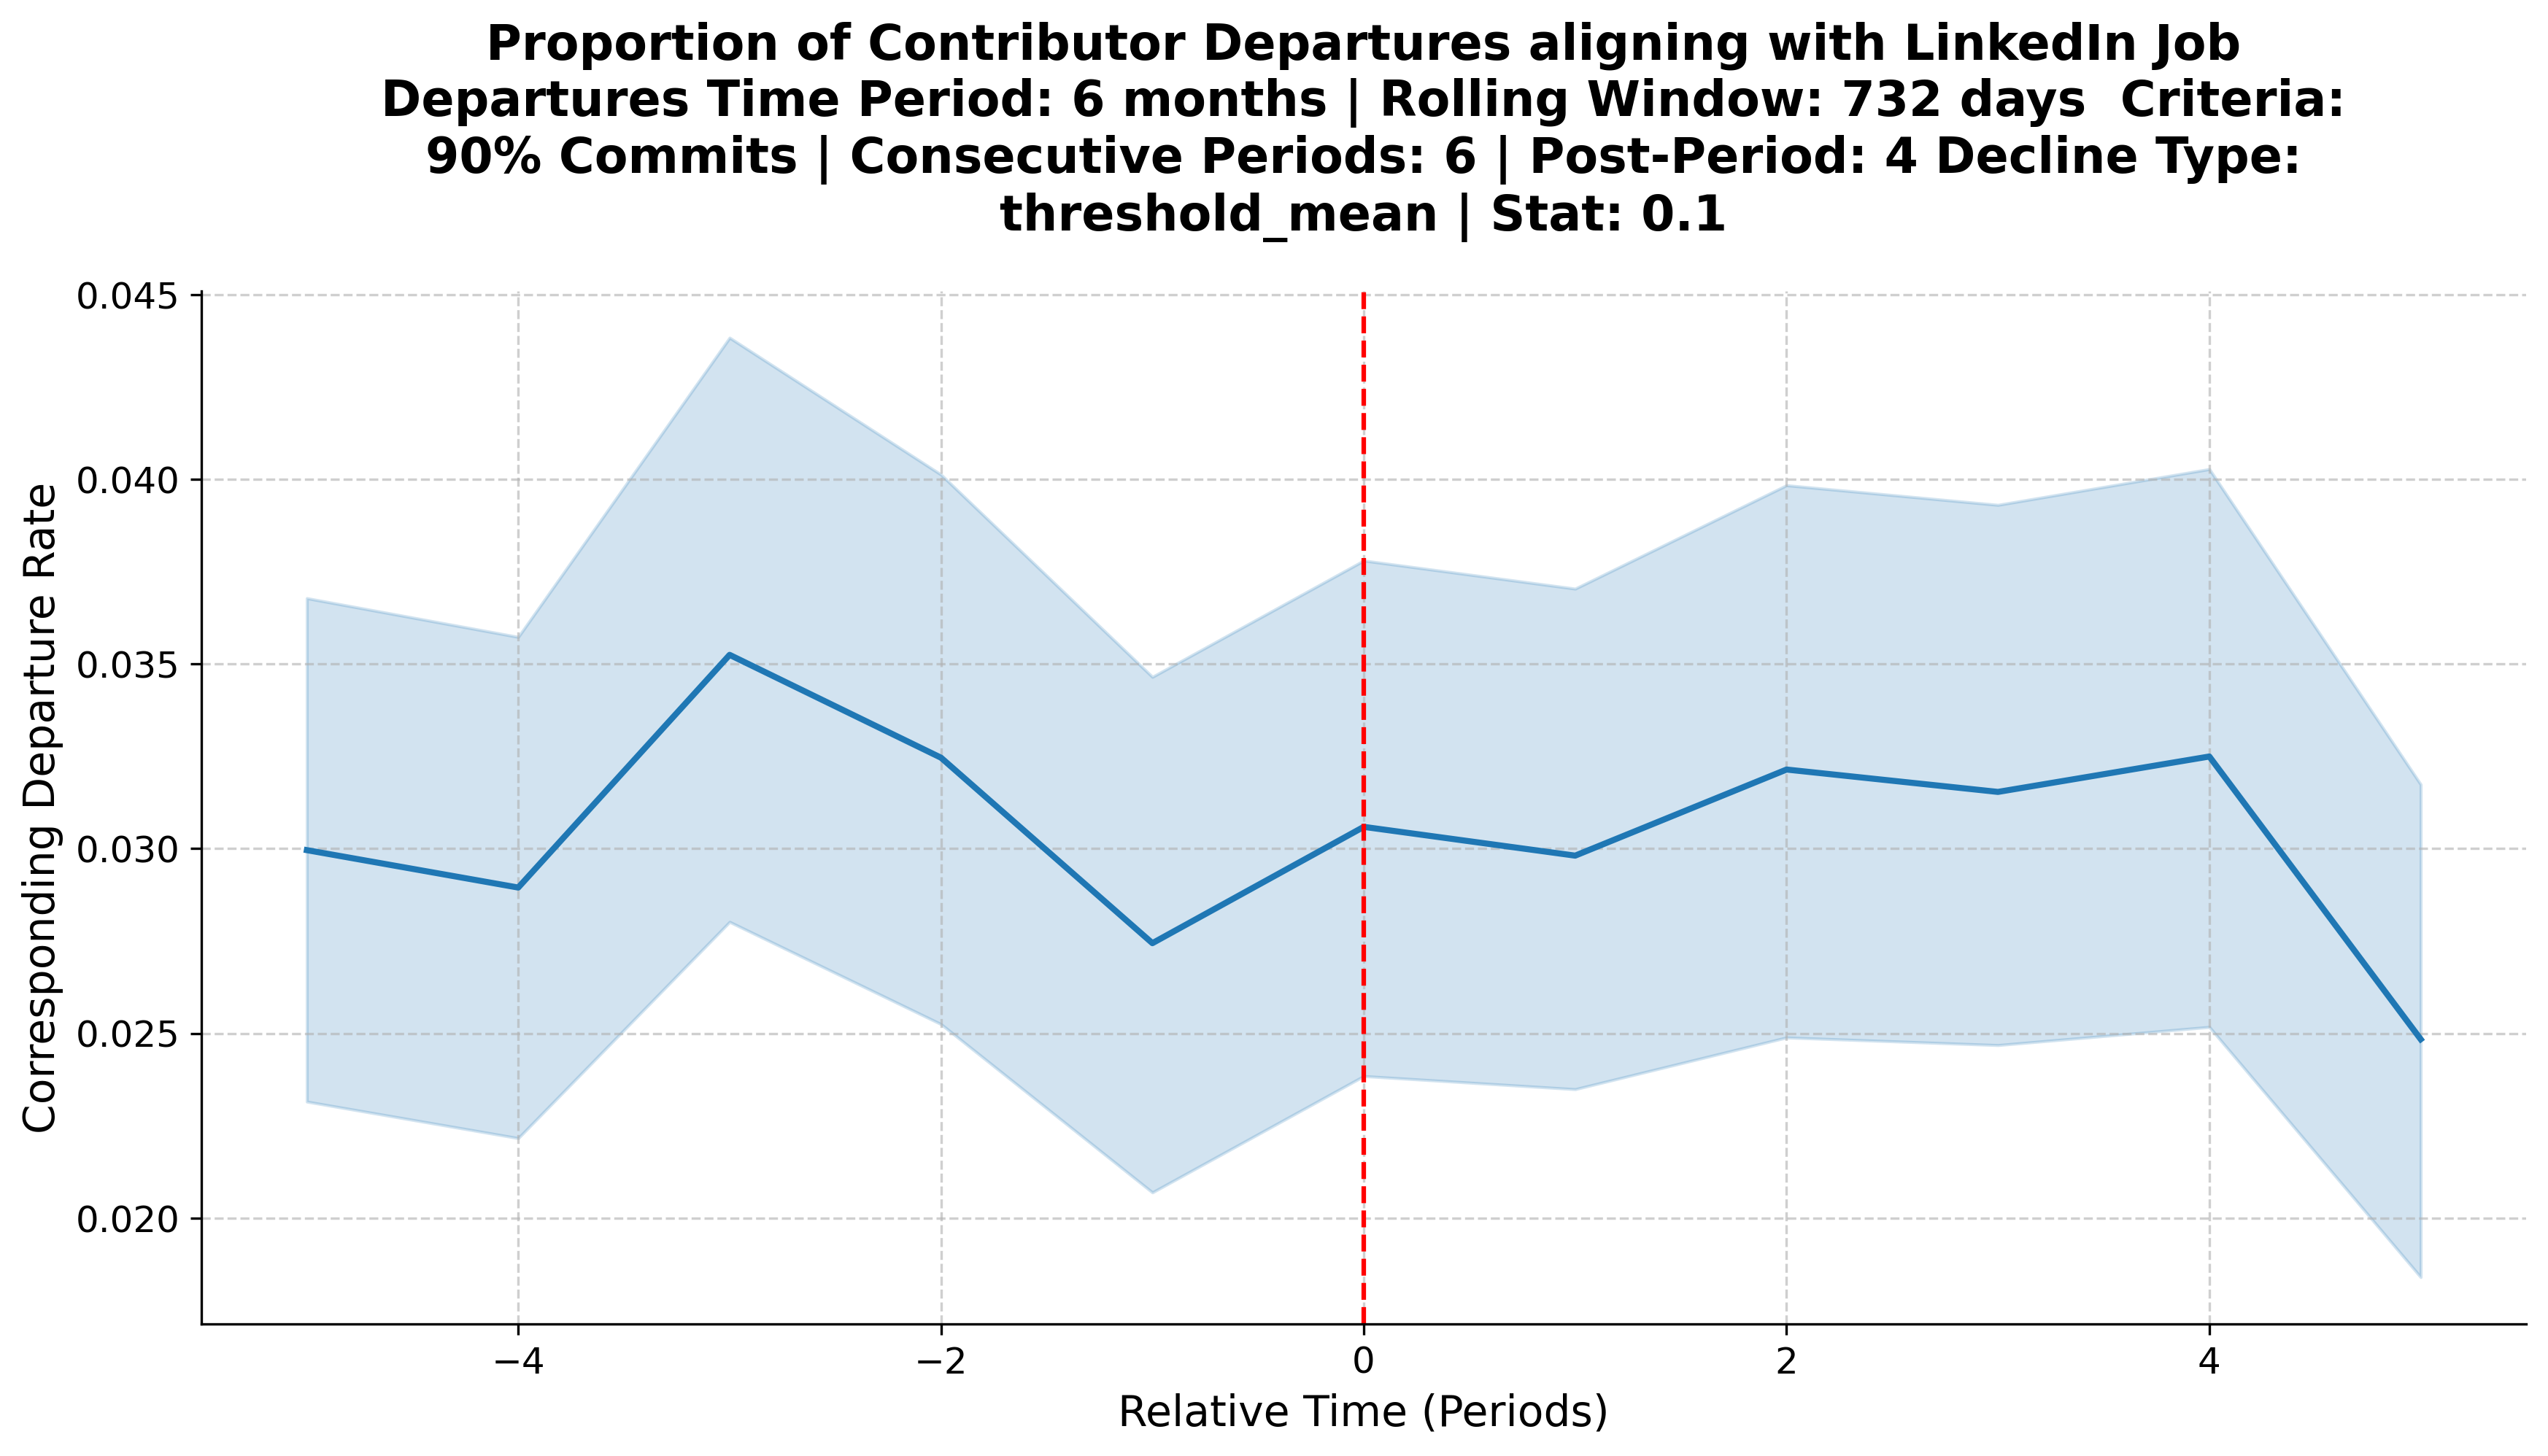 Proportion of Contributor Departures aligning with LinkedIn Job
Departures Time Period: 6 months | Rolling Window: 732 days  Criteria:
90% Commits | Consecutive Periods: 6 | Post-Period: 4 Decline Type:
threshold_mean | Stat: 0.1
Corresponding Departure Rate
0.045
0.040
0.035
0.030
0.025
0.020
−4
−2
0
2
4
Relative Time (Periods)